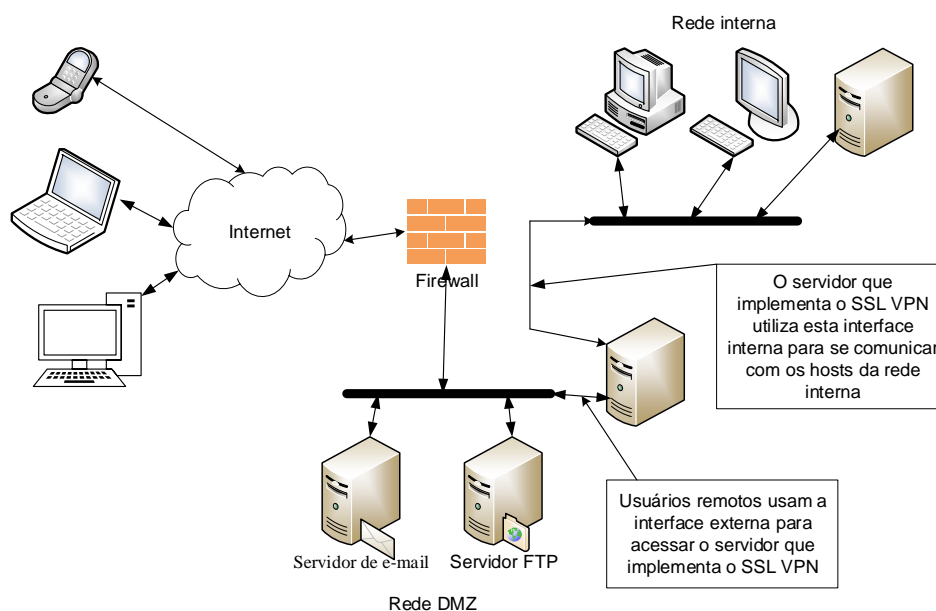 Rede interna
Internet
Firewall
O servidor que
implementa o SSL VPN
utiliza esta interface
interna para se comunicar
com os hosts da rede
interna
Servidor de e-mail
Servidor FTP
Usuários remotos usam a
interface externa para
acessar o servidor que
implementa o SSL VPN
Rede DMZ